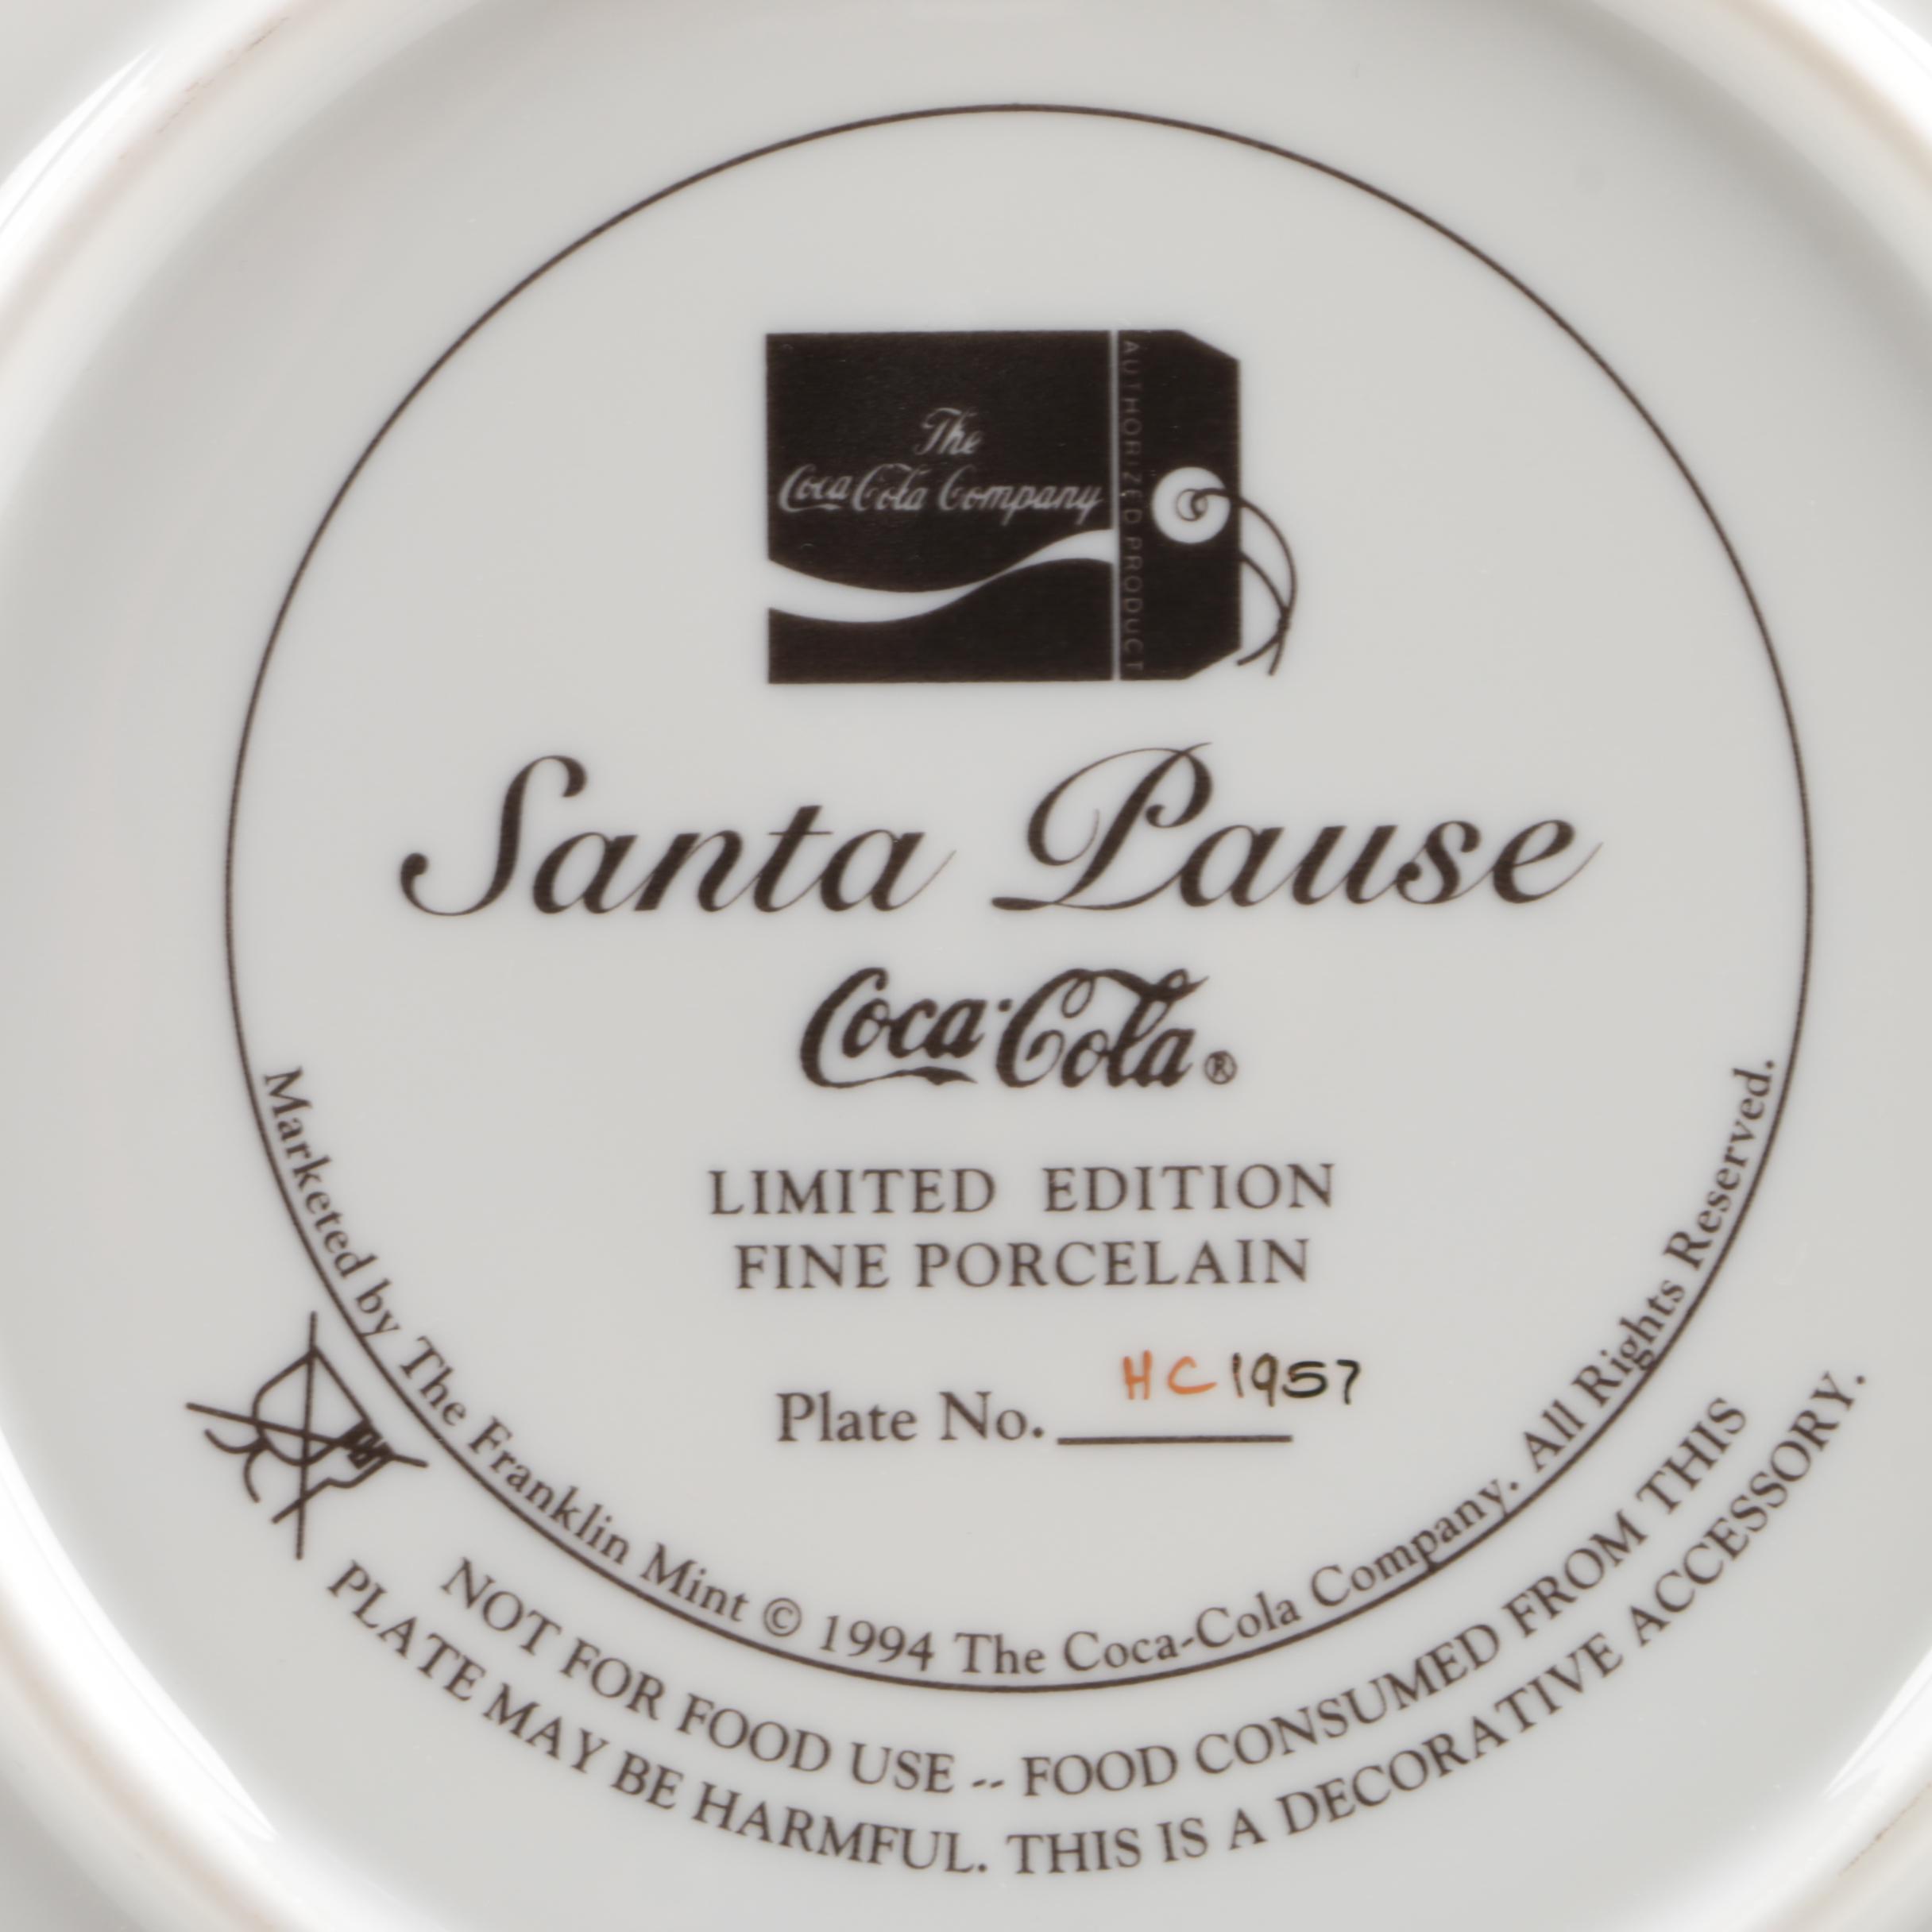 The
Coca-Cola Company
AUTHORIZED PRODUCT
Santa Pause
Coca-Cola®
LIMITED EDITION
FINE PORCELAIN
Plate No. HC1957
Marketed by The Franklin Mint © 1994 The Coca-Cola Company. All Rights Reserved.
NOT FOR FOOD USE -- FOOD CONSUMED FROM THIS
PLATE MAY BE HARMFUL. THIS IS A DECORATIVE ACCESSORY.